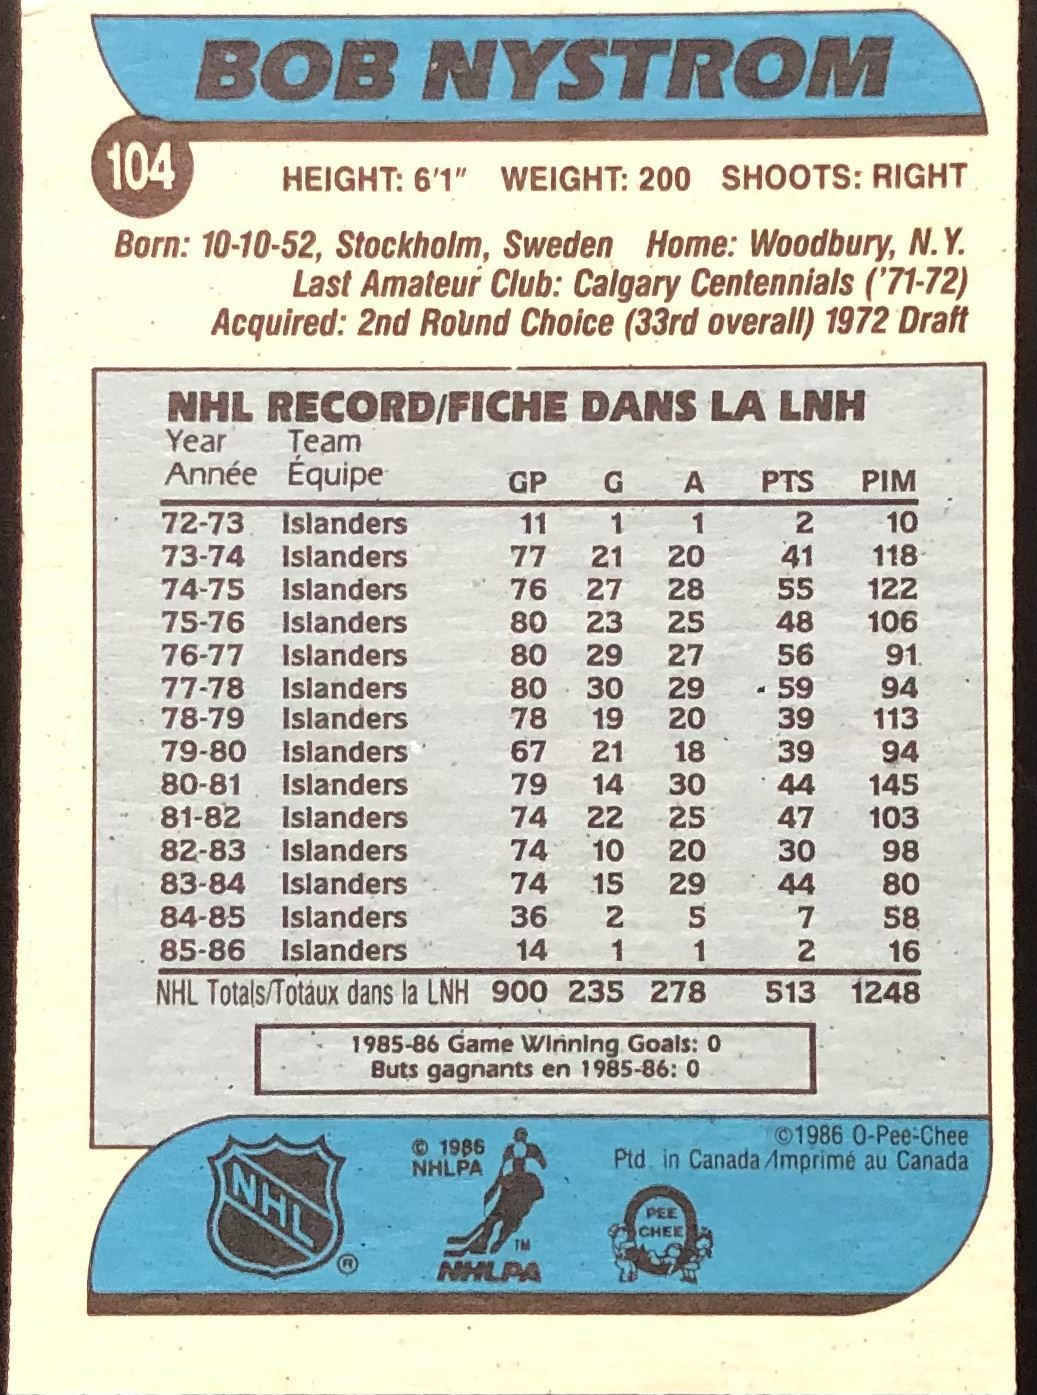 BOB NYSTROM
104
HEIGHT: 6'1" WEIGHT: 200 SHOOTS: RIGHT
Born: 10-10-52, Stockholm, Sweden Home: Woodbury, N.Y.
Last Amateur Club: Calgary Centennials ('71-72)
Acquired: 2nd Round Choice (33rd overall) 1972 Draft
NHL RECORD/FICHE DANS LA LNH
Year Team
Année Équipe GP G A PTS PIM
72-73 Islanders 11 1 1 2 10
73-74 Islanders 77 21 20 41 118
74-75 Islanders 76 27 28 55 122
75-76 Islanders 80 23 25 48 106
76-77 Islanders 80 29 27 56 91
77-78 Islanders 80 30 29 59 94
78-79 Islanders 78 19 20 39 113
79-80 Islanders 67 21 18 39 94
80-81 Islanders 79 14 30 44 145
81-82 Islanders 74 22 25 47 103
82-83 Islanders 74 10 20 30 98
83-84 Islanders 74 15 29 44 80
84-85 Islanders 36 2 5 7 58
85-86 Islanders 14 1 1 2 16
NHL Totals/Totaux dans la LNH 900 235 278 513 1248
1985-86 Game Winning Goals: 0
Buts gagnants en 1985-86: 0
NHL
®
© 1986
NHLPA
TM
NHLPA
©1986 O-Pee-Chee
Ptd. in Canada/Imprimé au Canada
PEE
CHEE